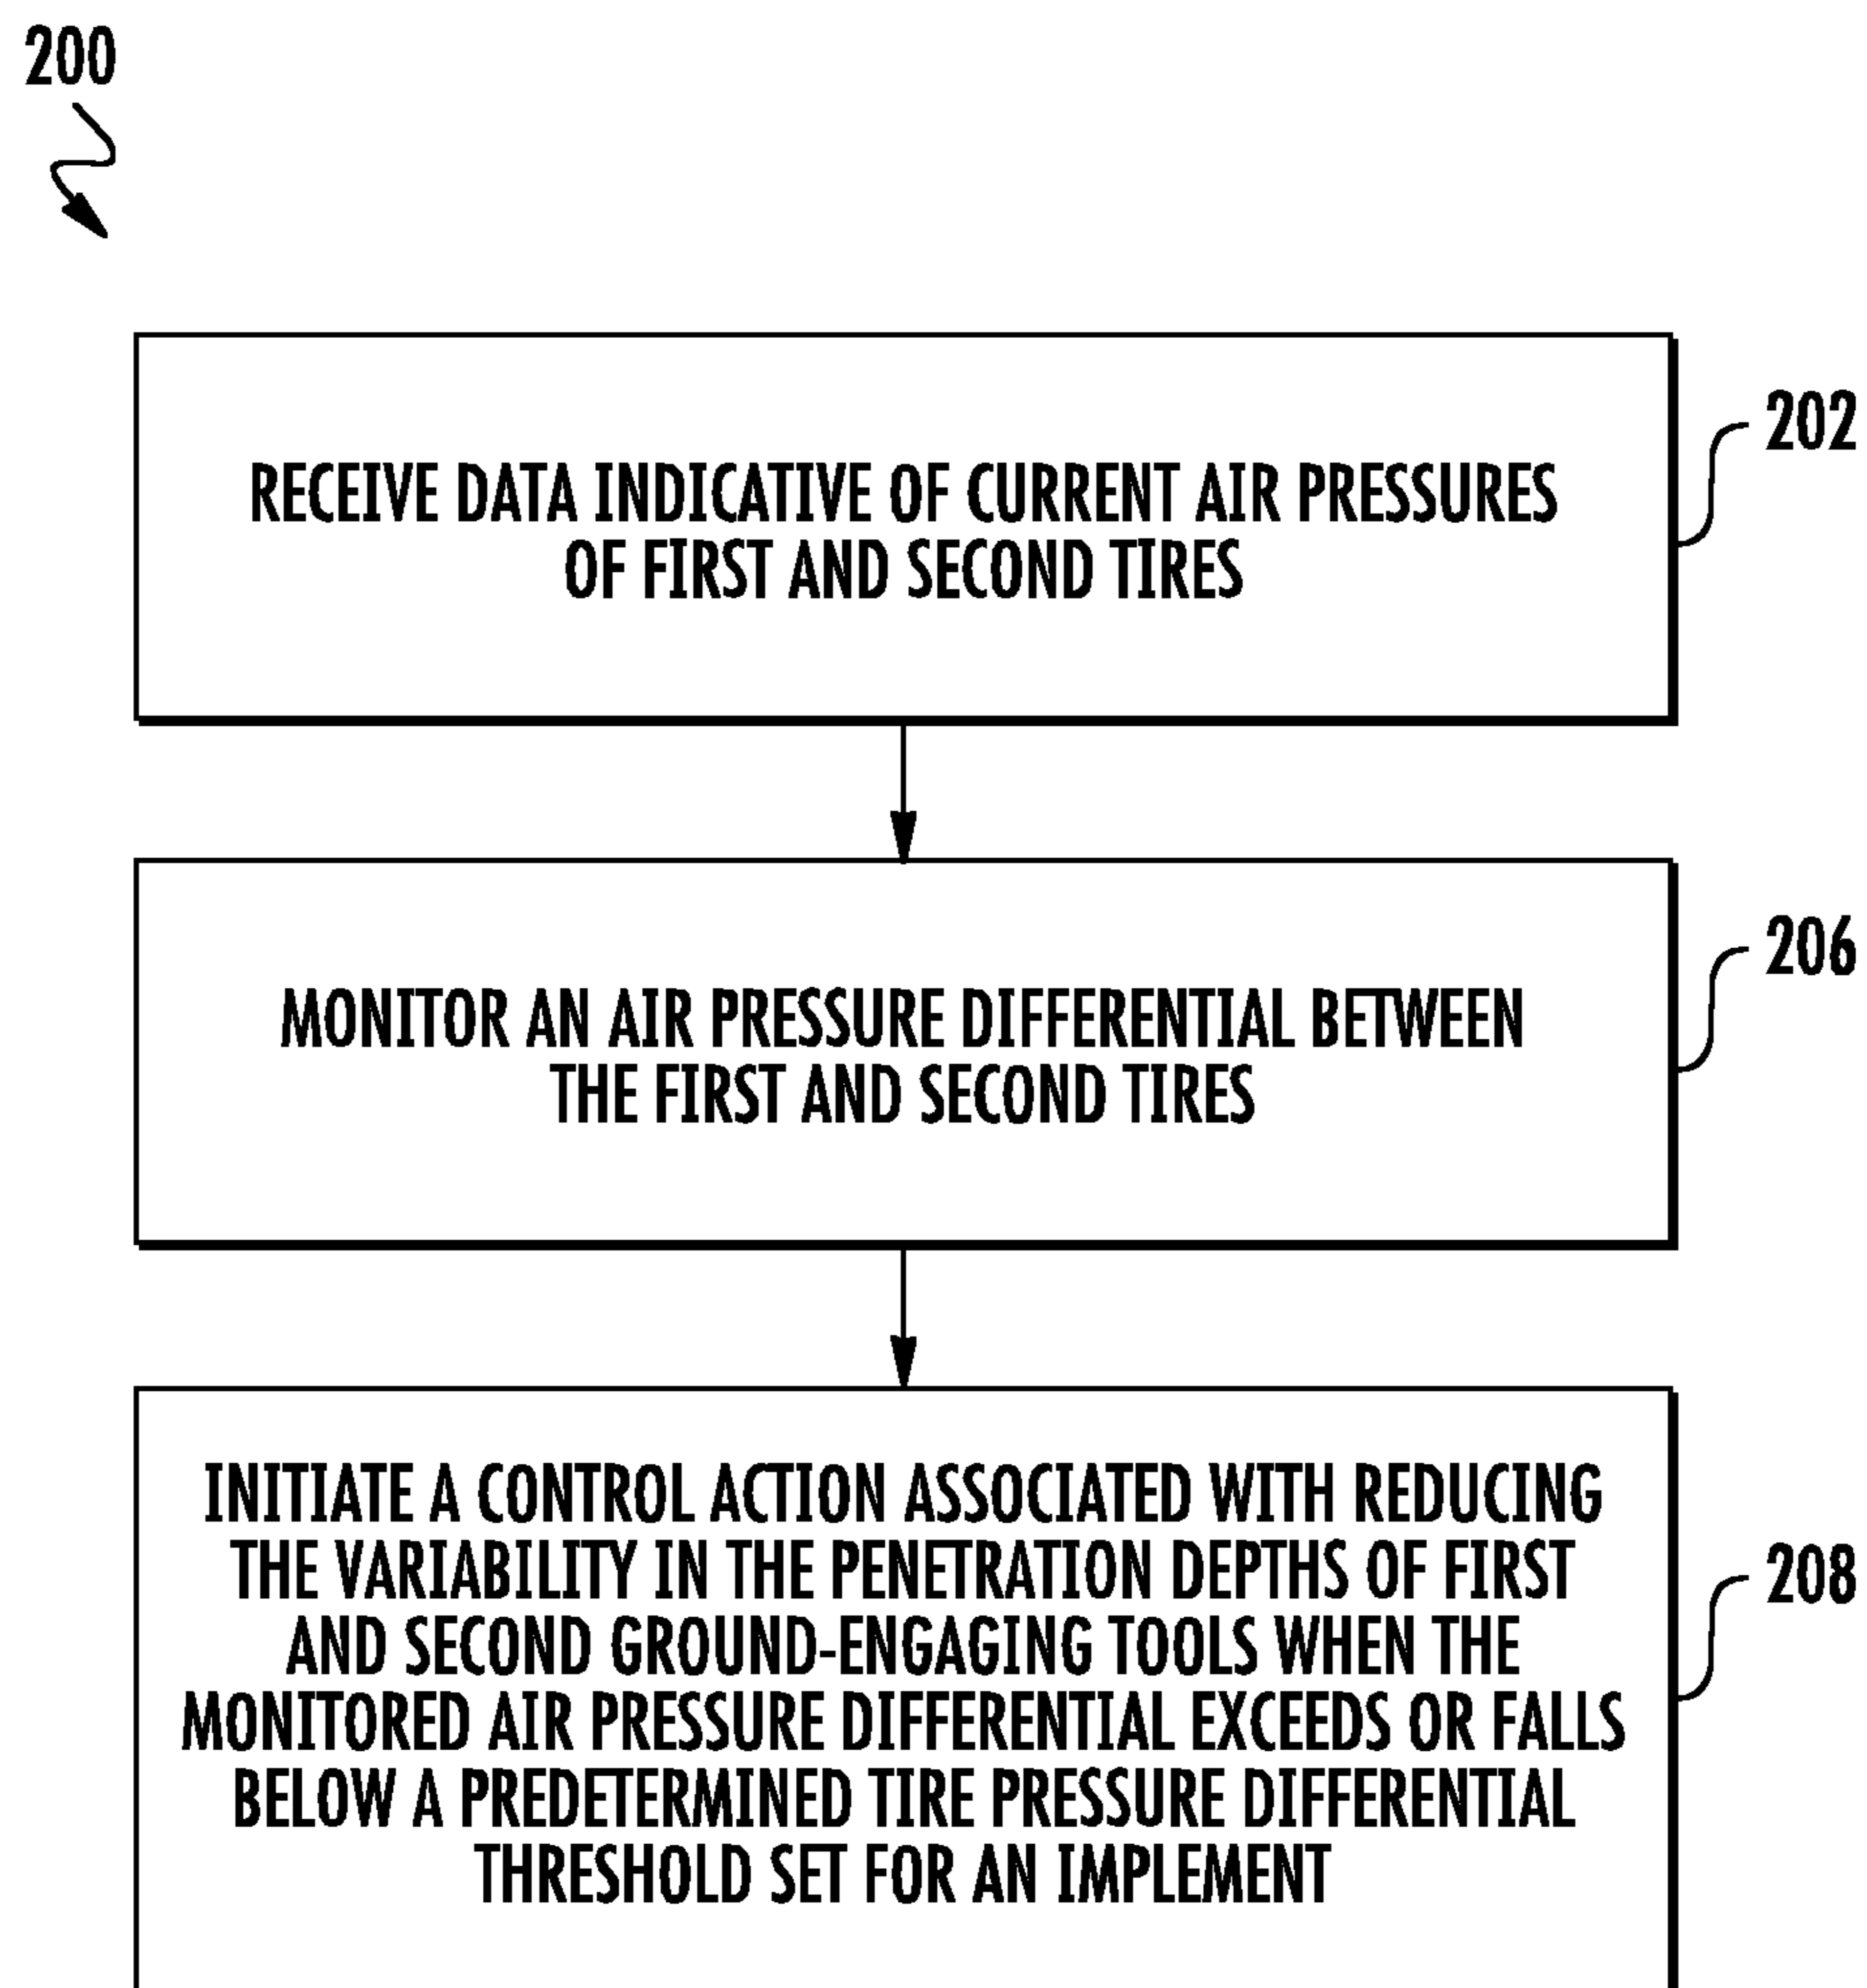 200
RECEIVE DATA INDICATIVE OF CURRENT AIR PRESSURES
OF FIRST AND SECOND TIRES
202
MONITOR AN AIR PRESSURE DIFFERENTIAL BETWEEN
THE FIRST AND SECOND TIRES
206
INITIATE A CONTROL ACTION ASSOCIATED WITH REDUCING
THE VARIABILITY IN THE PENETRATION DEPTHS OF FIRST
AND SECOND GROUND-ENGAGING TOOLS WHEN THE
MONITORED AIR PRESSURE DIFFERENTIAL EXCEEDS OR FALLS
BELOW A PREDETERMINED TIRE PRESSURE DIFFERENTIAL
THRESHOLD SET FOR AN IMPLEMENT
208